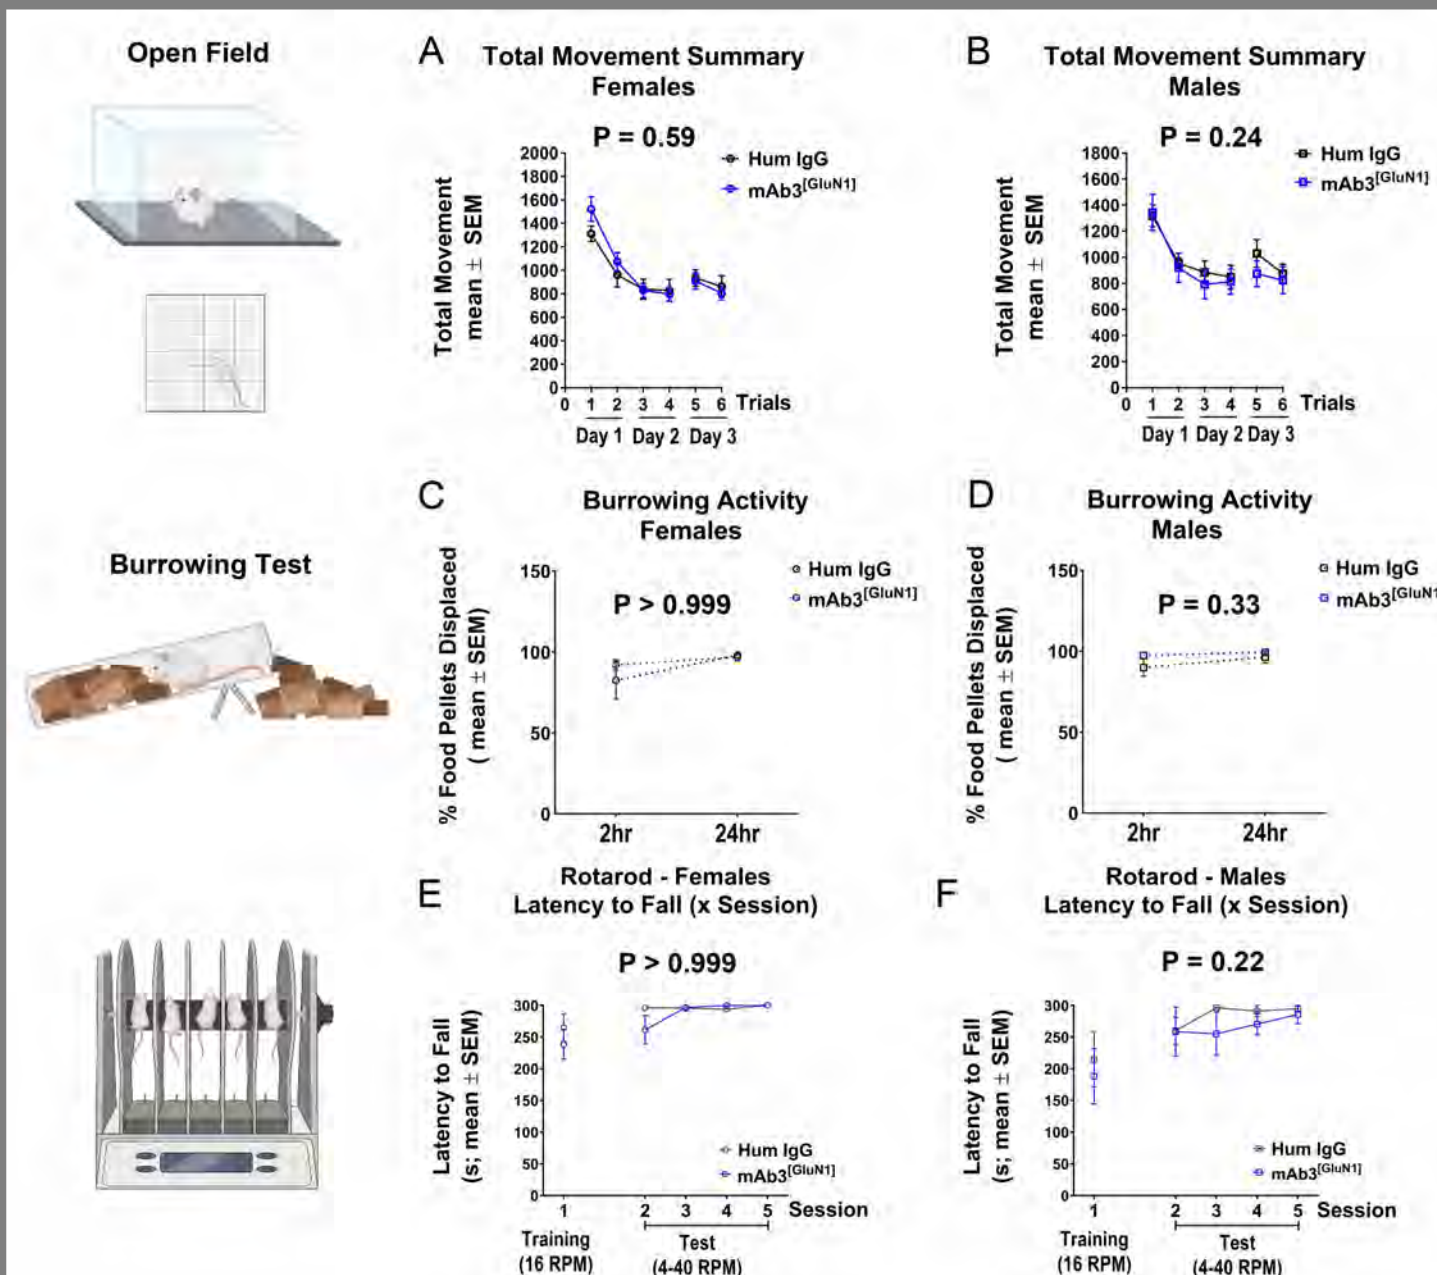 Open Field
A
Total Movement Summary
Females
P = 0.59
Hum IgG
mAb3[GluN1]
Total Movement
mean ± SEM
2000
1800
1600
1400
1200
1000
800
600
400
200
0
0 1 2 3 4 5 6 Trials
Day 1 Day 2 Day 3
B
Total Movement Summary
Males
P = 0.24
Hum IgG
mAb3[GluN1]
Total Movement
mean ± SEM
1800
1600
1400
1200
1000
800
600
400
200
0
0 1 2 3 4 5 6 Trials
Day 1 Day 2 Day 3
Burrowing Test
C
Burrowing Activity
Females
P > 0.999
Hum IgG
mAb3[GluN1]
% Food Pellets Displaced
( mean ± SEM)
150
100
50
0
2hr 24hr
D
Burrowing Activity
Males
P = 0.33
Hum IgG
mAb3[GluN1]
% Food Pellets Displaced
( mean ± SEM)
150
100
50
0
2hr 24hr
E
Rotarod - Females
Latency to Fall (x Session)
P > 0.999
Latency to Fall
(s; mean ± SEM)
300
250
200
150
100
50
0
Hum IgG
mAb3[GluN1]
1 2 3 4 5 Session
Training
(16 RPM)
Test
(4-40 RPM)
F
Rotarod - Males
Latency to Fall (x Session)
P = 0.22
Latency to Fall
(s; mean ± SEM)
300
250
200
150
100
50
0
Hum IgG
mAb3[GluN1]
1 2 3 4 5 Session
Training
(16 RPM)
Test
(4-40 RPM)